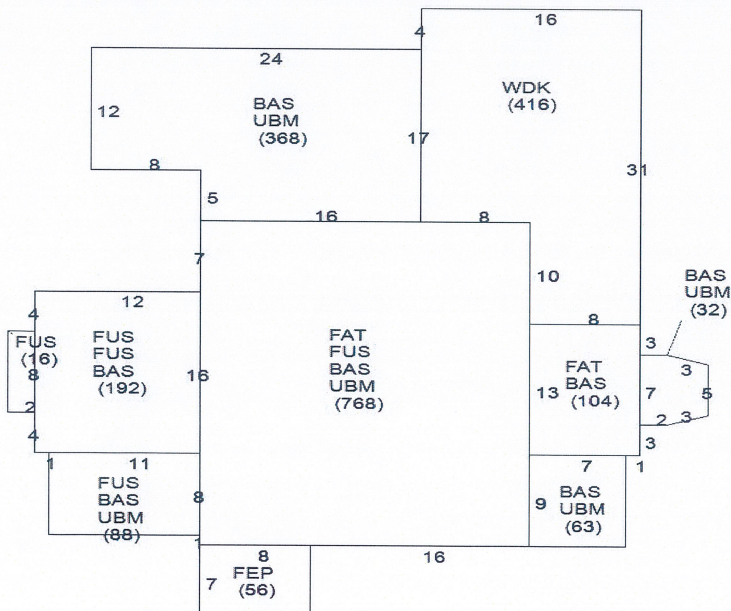 16
4
24
BAS
UBM
(368)
12
WDK
(416)
17
8
31
5
16
8
7
10
BAS
UBM
(32)
12
4
8
3
FUS
(16)
FUS
FUS
BAS
(192)
FAT
FUS
BAS
UBM
(768)
3
FAT
BAS
(104)
8
16
13
7
5
2
2
3
4
3
1
11
7
1
FUS
BAS
UBM
(88)
8
9
BAS
UBM
(63)
1
8
16
FEP
(56)
7